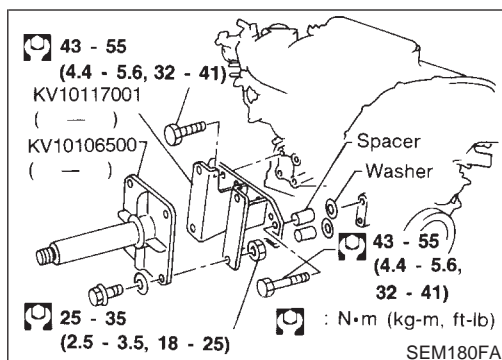 43 - 55
(4.4 - 5.6, 32 - 41)
KV10117001
( — )
KV10106500
( — )
Spacer
Washer
43 - 55
(4.4 - 5.6,
32 - 41)
25 - 35
(2.5 - 3.5, 18 - 25)
: N•m (kg-m, ft-lb)
SEM180FA